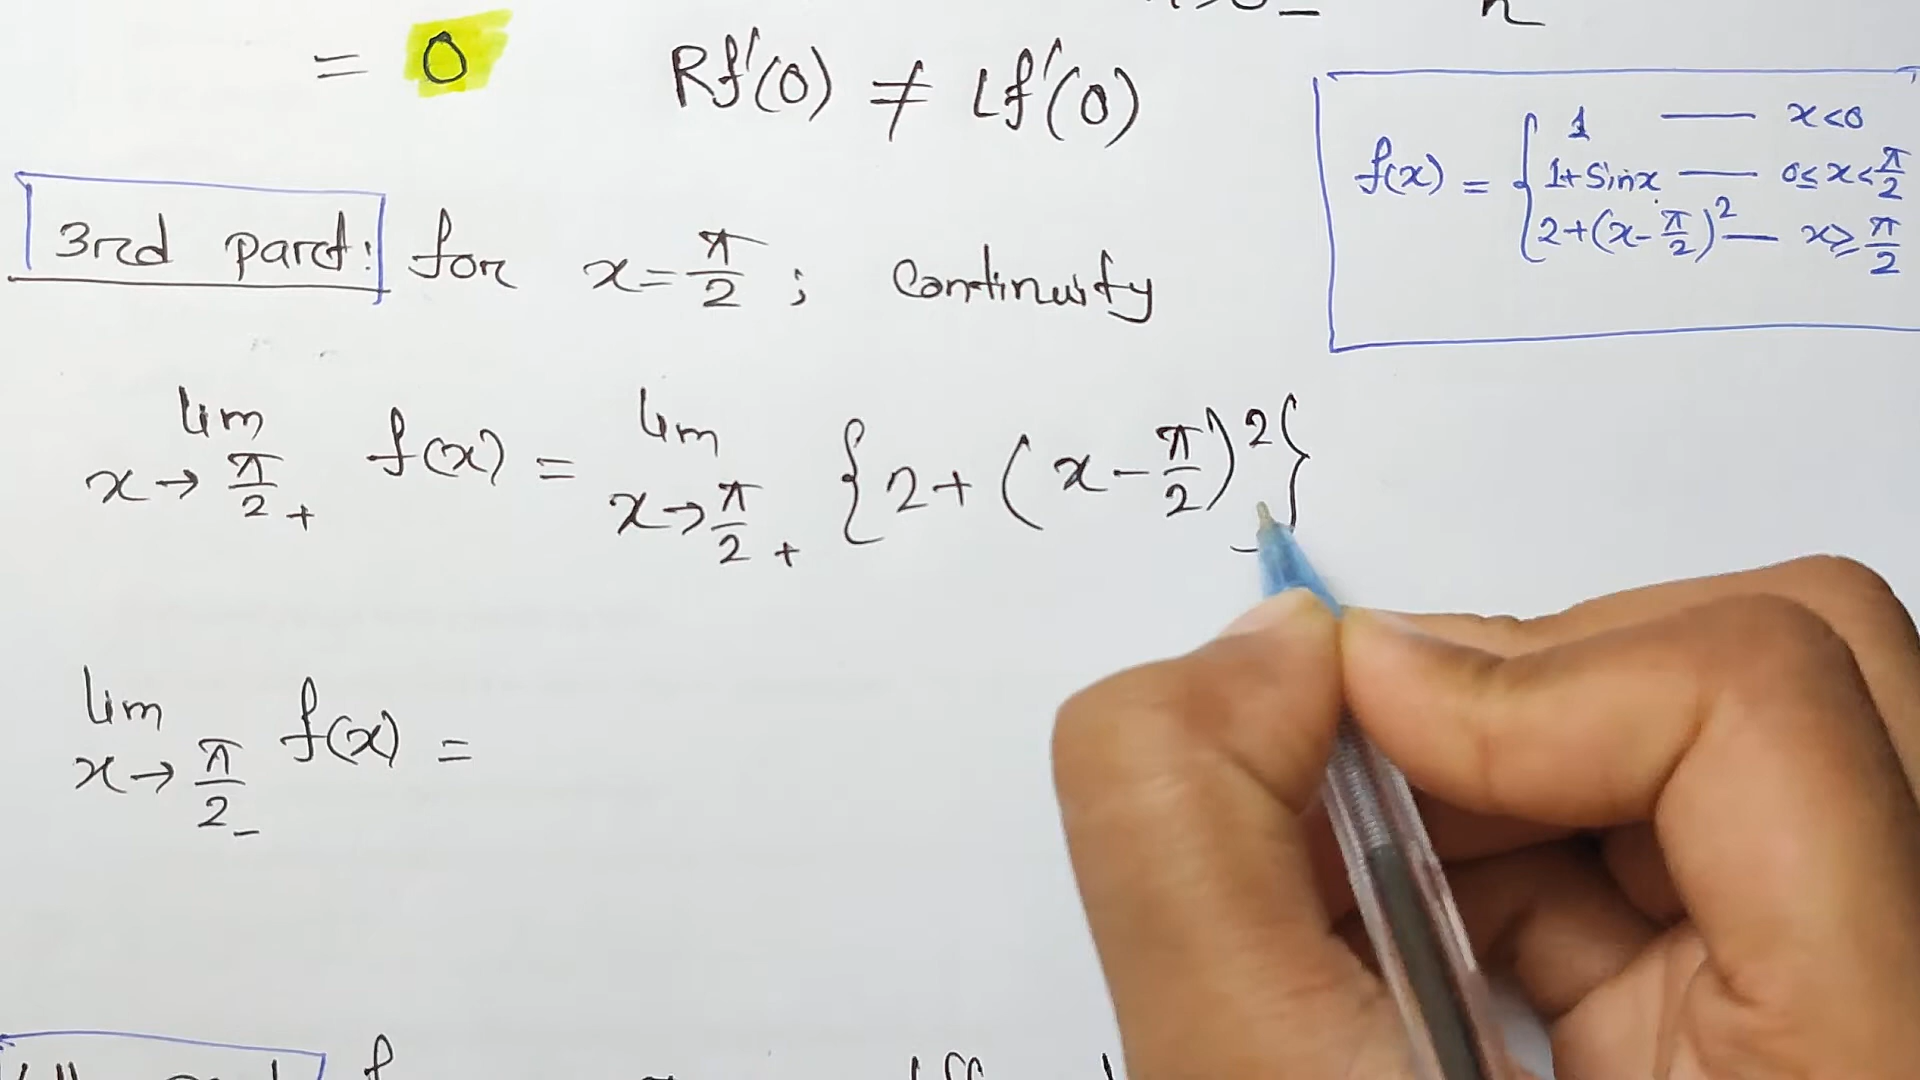 = 0 Rf'(0) ≠ Lf'(0)
f(x) = { 1 — x<0
1+Sinx — 0≤x<π/2
2+(x-π/2)² — x≥π/2
3rd part: for x=π/2 ; continuity
lim x→π/2+ f(x) = lim x→π/2+ {2+(x-π/2)²}
lim x→π/2- f(x) =